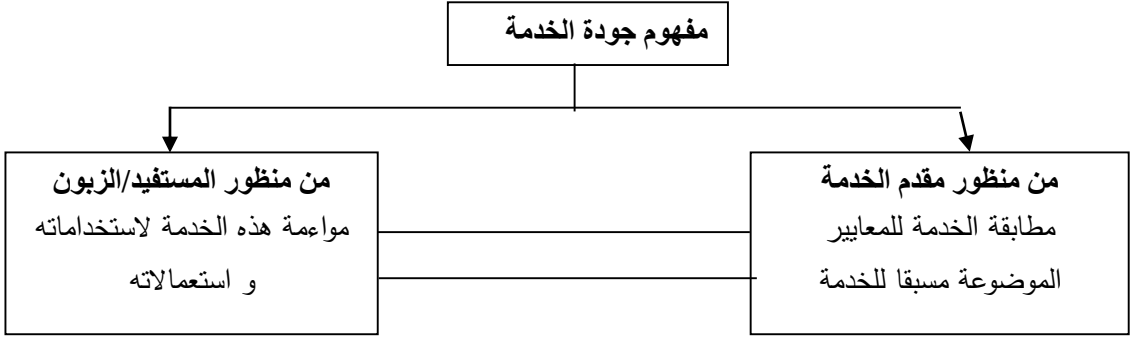 مفهوم جودة الخدمة
من منظور مقدم الخدمة
مطابقة الخدمة للمعايير
الموضوعة مسبقا للخدمة
من منظور المستفيد/الزبون
مواءمة هذه الخدمة لاستخداماته
و استعمالاته